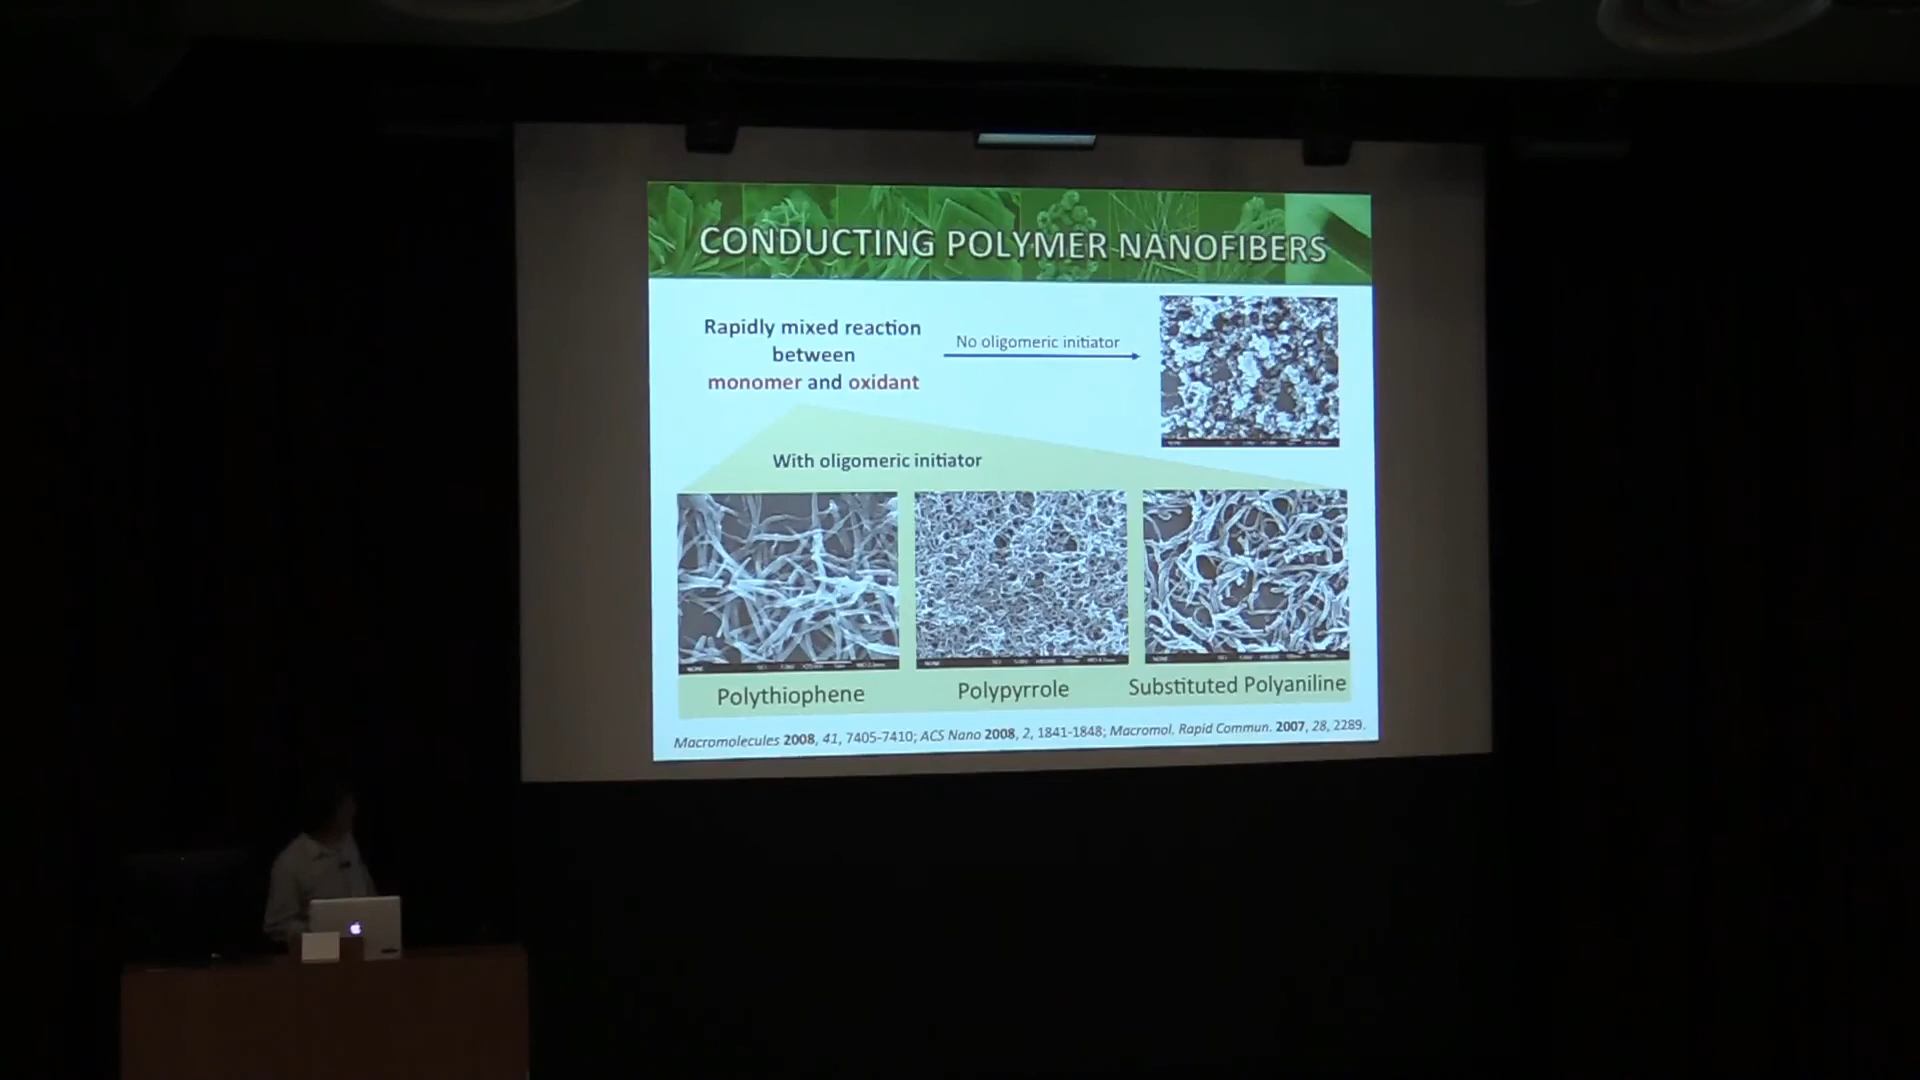 CONDUCTING POLYMER NANOFIBERS
Rapidly mixed reaction
between
monomer and oxidant
No oligomeric initiator
With oligomeric initiator
Polythiophene
Polypyrrole
Substituted Polyaniline
Macromolecules 2008, 41, 7405-7410; ACS Nano 2008, 2, 1841-1848; Macromol. Rapid Commun. 2007, 28, 2289.